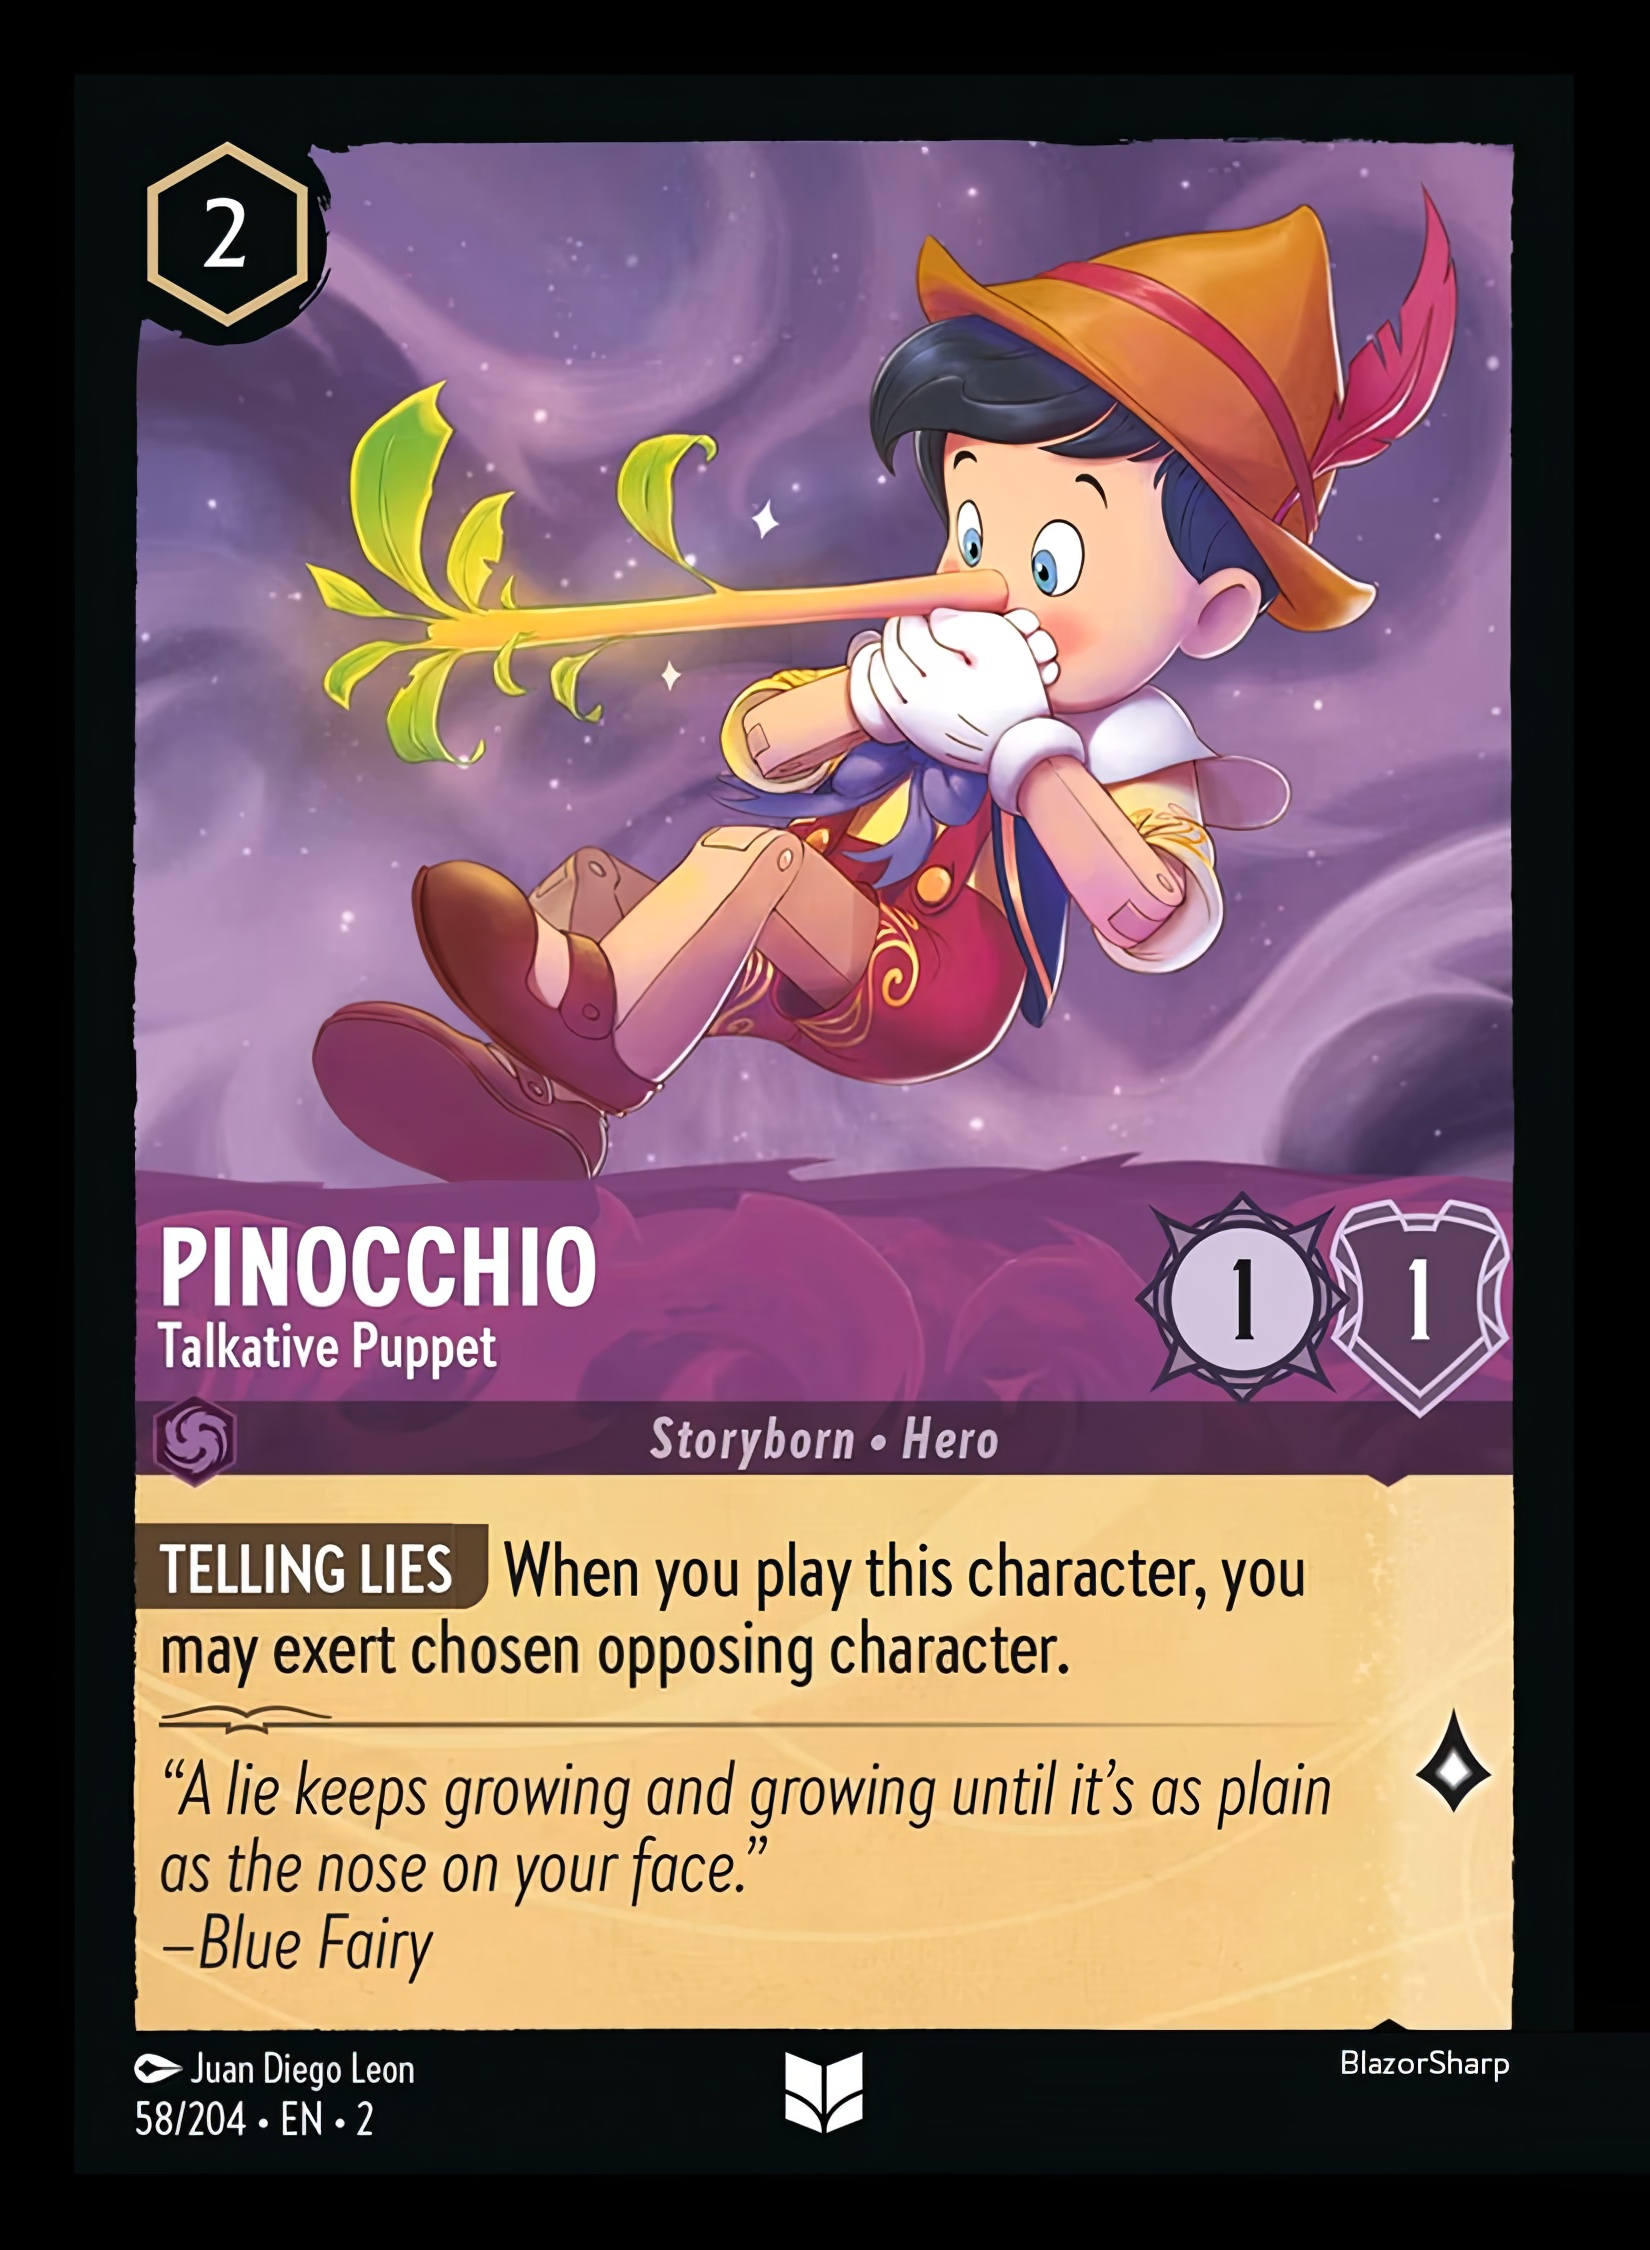 2
PINOCCHIO
Talkative Puppet
1 1
Storyborn • Hero
TELLING LIES When you play this character, you
may exert chosen opposing character.
“A lie keeps growing and growing until it’s as plain
as the nose on your face.”
—Blue Fairy
Juan Diego Leon
58/204 • EN • 2
BlazorSharp